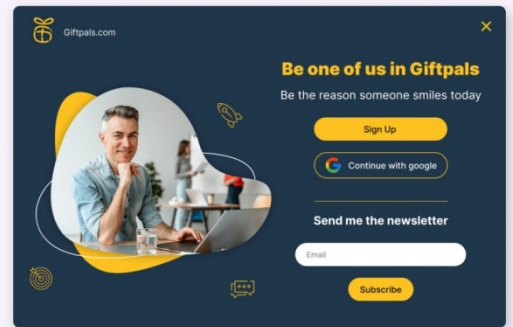 Giftpals.com
Be one of us in Giftpals
Be the reason someone smiles today
Sign Up
Continue with google
Send me the newsletter
Email
Subscribe